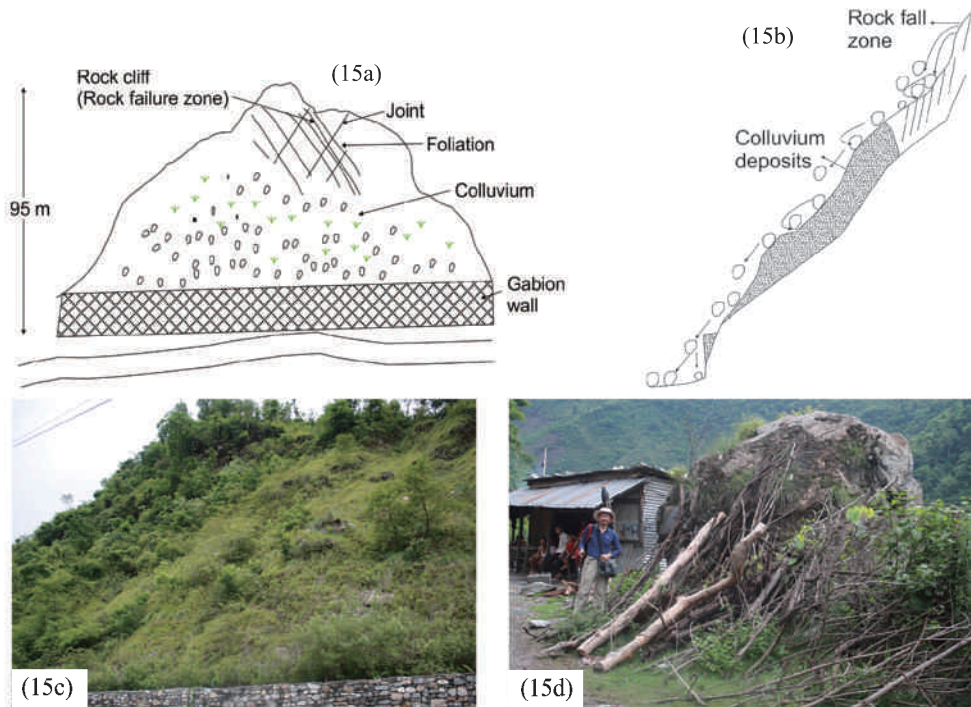 (15a)
Rock cliff
(Rock failure zone)
Joint
Foliation
Colluvium
95 m
Gabion
wall
(15b)
Rock fall
zone
Colluvium
deposits
(15c)
(15d)